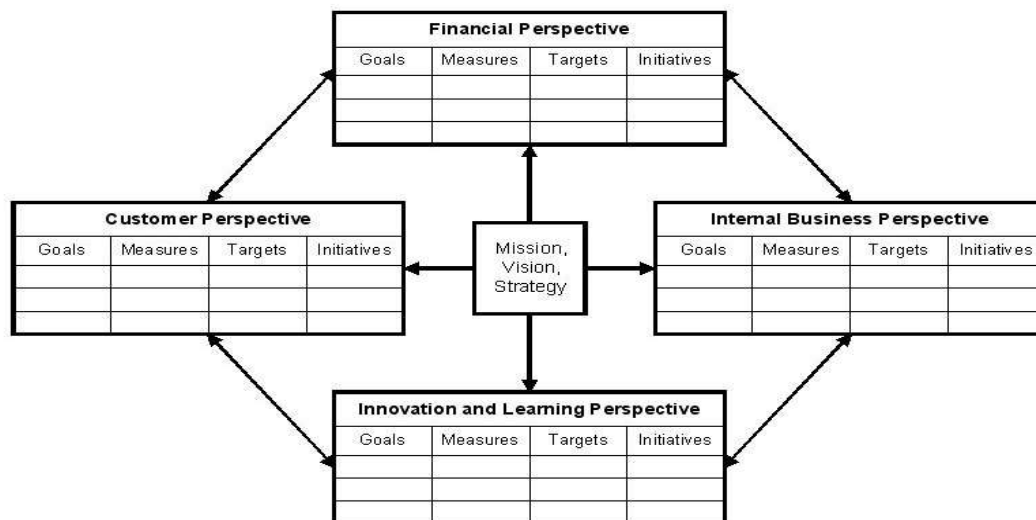 Financial Perspective
Goals Measures Targets Initiatives
Customer Perspective
Goals Measures Targets Initiatives
Mission,
Vision,
Strategy
Internal Business Perspective
Goals Measures Targets Initiatives
Innovation and Learning Perspective
Goals Measures Targets Initiatives